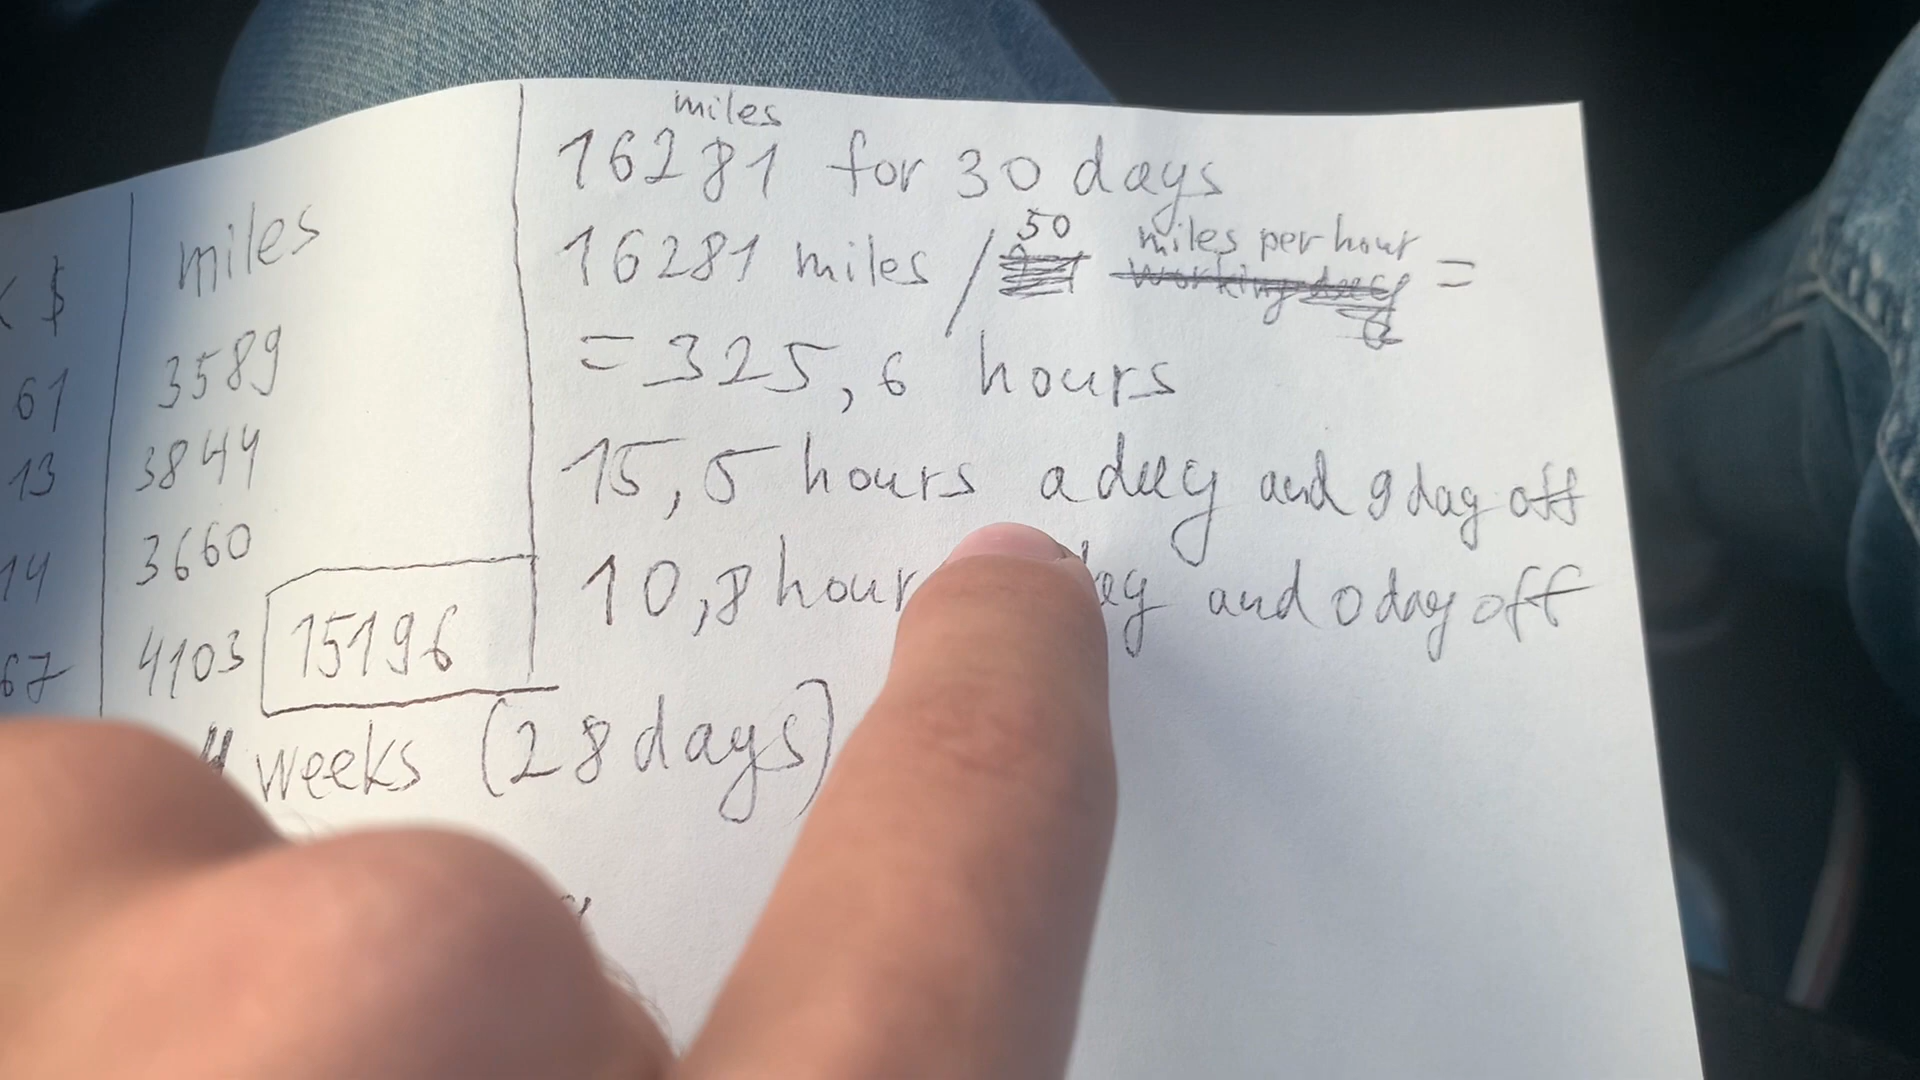 $
61
13
14
67
miles
3589
3844
3660
4103 15196
4 weeks (28 days)
miles
16281 for 30 days
16281 miles / 50 miles per hour =
= 325,6 hours
15,5 hours a day and 9 day off
10,8 hour and 0 day off